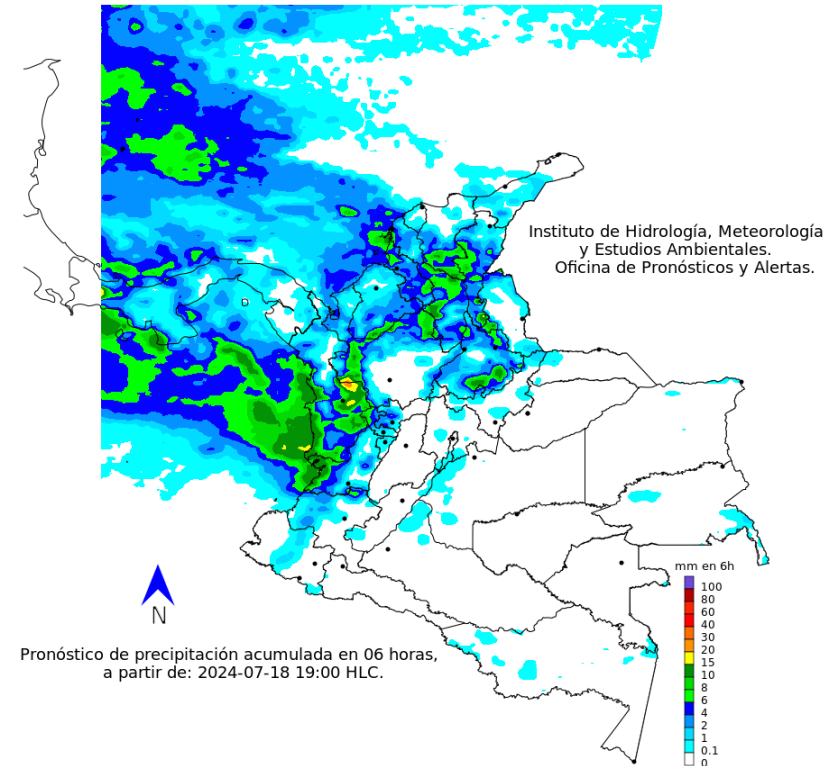 Instituto de Hidrología, Meteorología
y Estudios Ambientales.
Oficina de Pronósticos y Alertas.
mm en 6h
100
80
60
40
30
20
15
10
8
6
4
2
1
0.1
0
N
Pronóstico de precipitación acumulada en 06 horas,
a partir de: 2024-07-18 19:00 HLC.